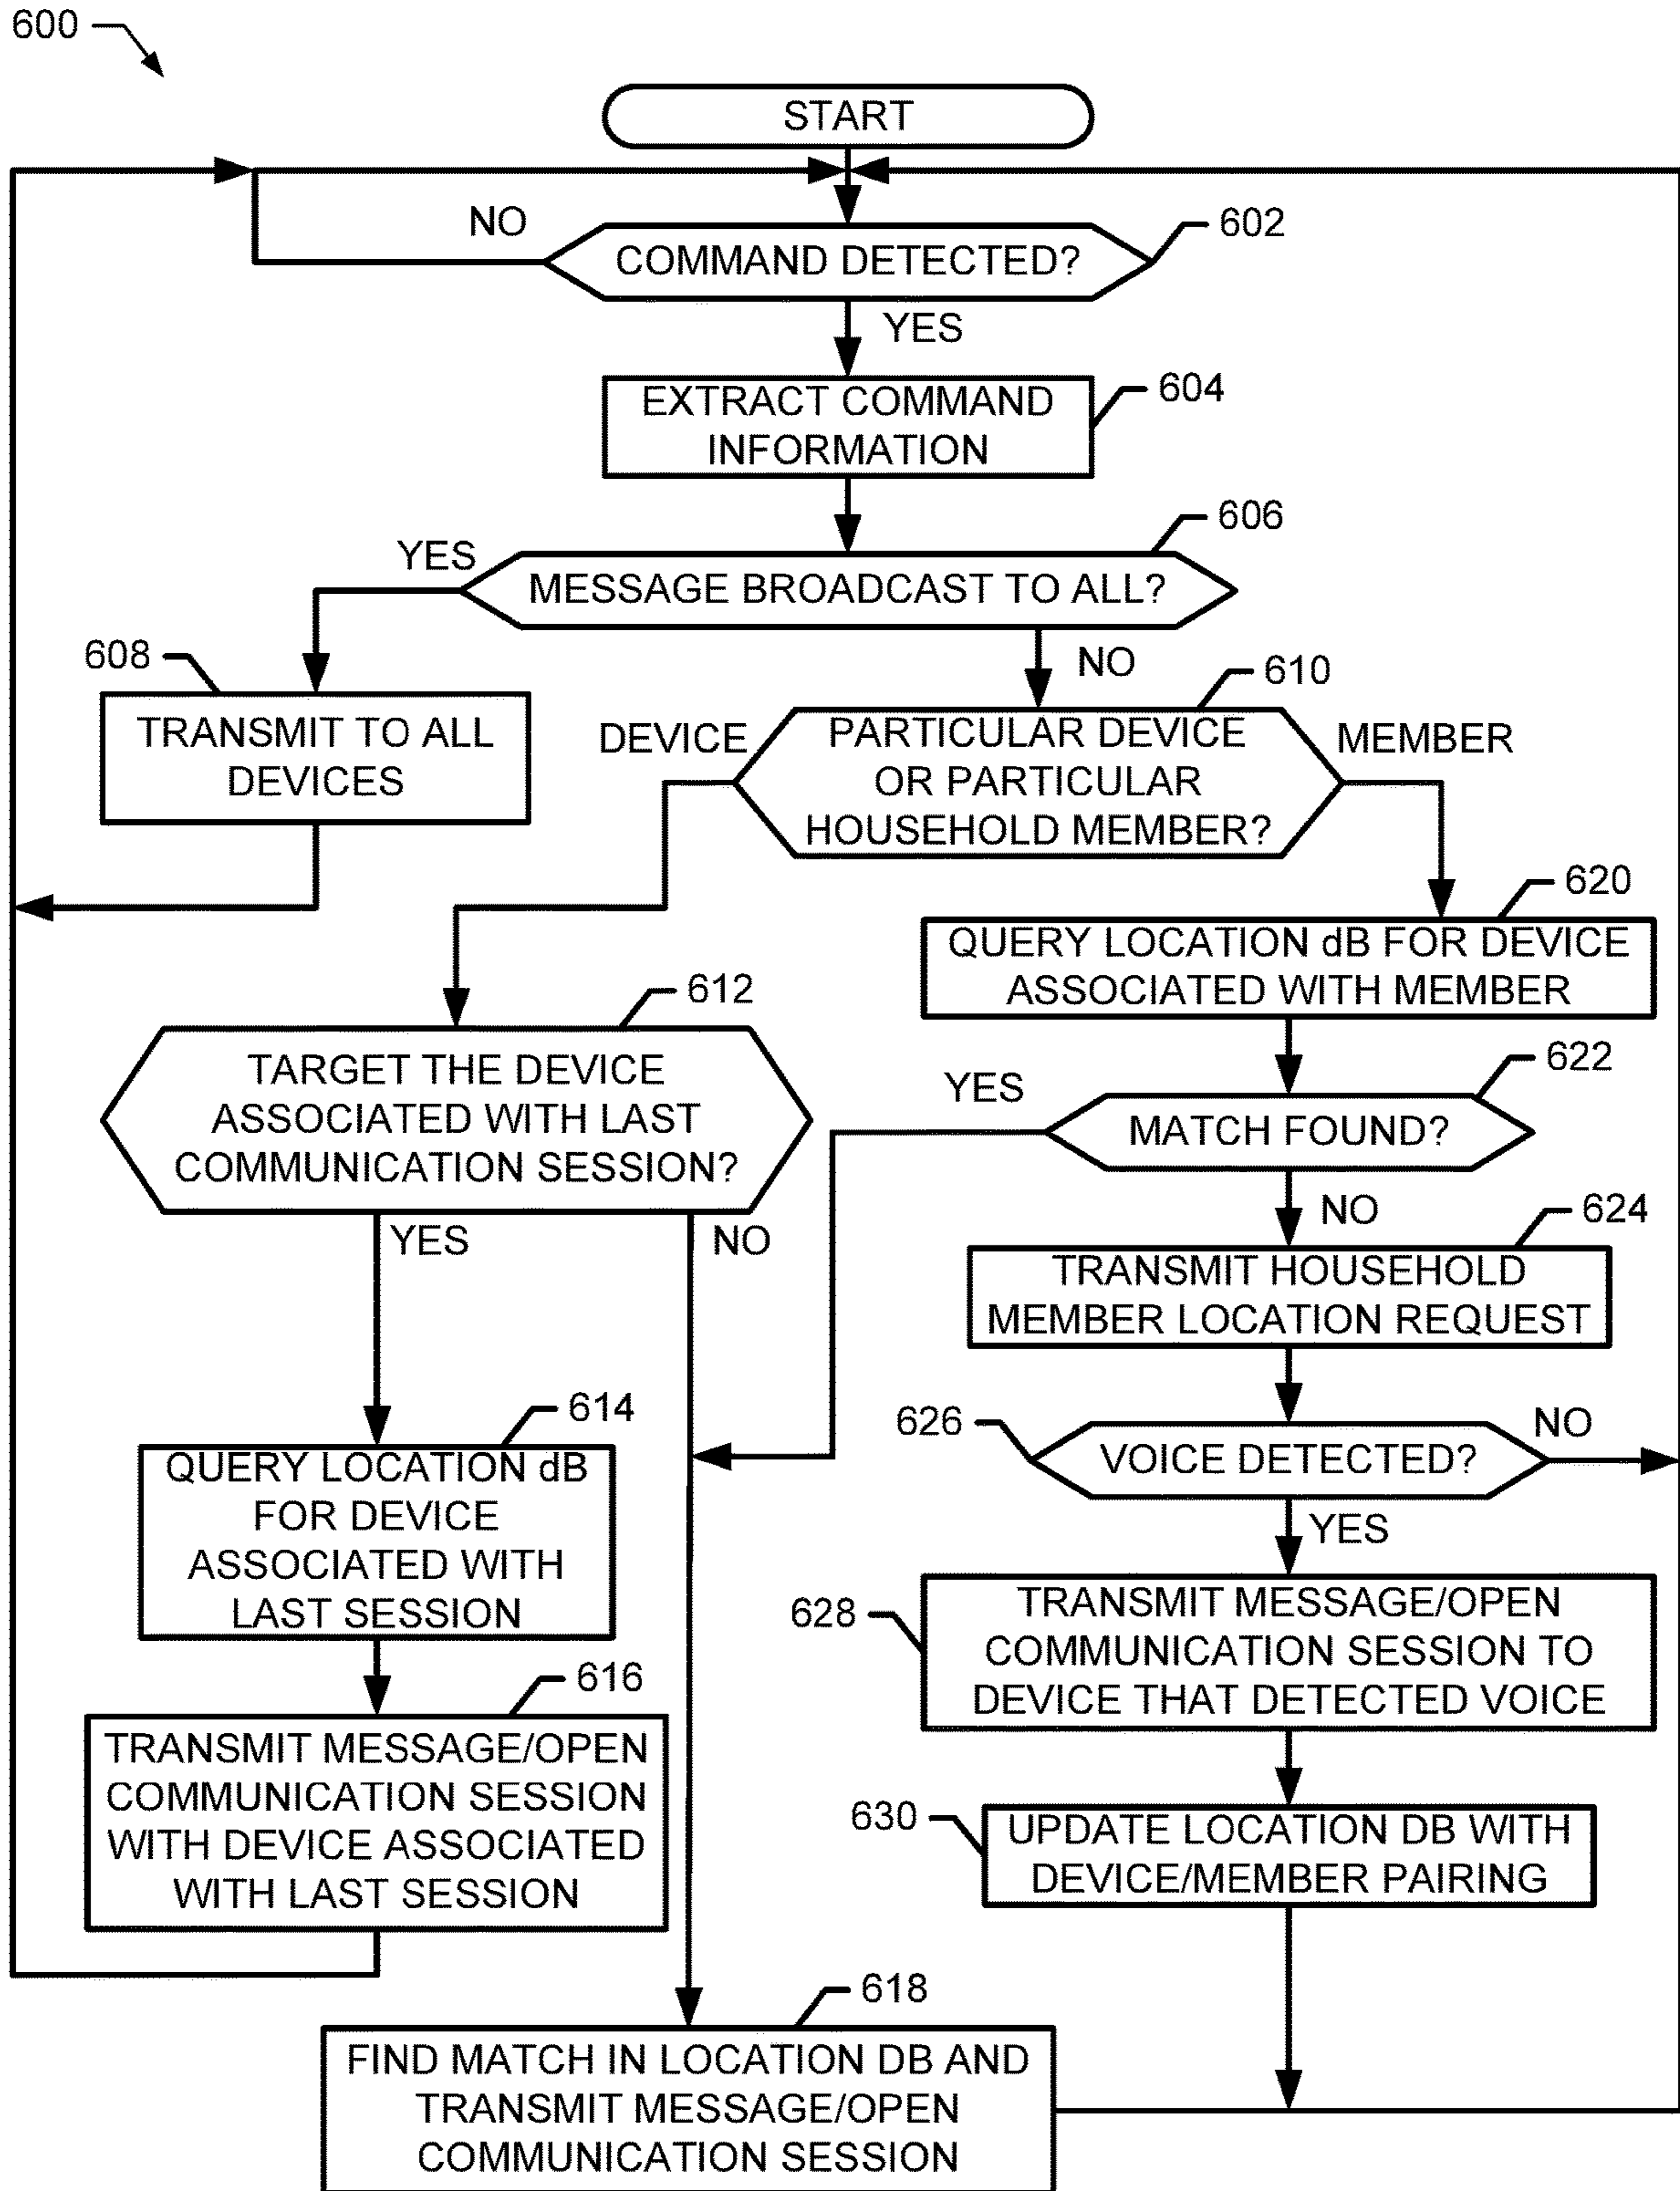 600
START
NO
602
COMMAND DETECTED?
YES
EXTRACT COMMAND
INFORMATION
604
606
YES
MESSAGE BROADCAST TO ALL?
608
NO
610
TRANSMIT TO ALL
DEVICES
DEVICE
PARTICULAR DEVICE
OR PARTICULAR
HOUSEHOLD MEMBER?
MEMBER
620
QUERY LOCATION dB FOR DEVICE
ASSOCIATED WITH MEMBER
612
TARGET THE DEVICE
ASSOCIATED WITH LAST
COMMUNICATION SESSION?
YES
622
MATCH FOUND?
YES
NO
NO
624
TRANSMIT HOUSEHOLD
MEMBER LOCATION REQUEST
614
626
VOICE DETECTED?
NO
QUERY LOCATION dB
FOR DEVICE
ASSOCIATED WITH
LAST SESSION
YES
628
TRANSMIT MESSAGE/OPEN
COMMUNICATION SESSION TO
DEVICE THAT DETECTED VOICE
616
TRANSMIT MESSAGE/OPEN
COMMUNICATION SESSION
WITH DEVICE ASSOCIATED
WITH LAST SESSION
630
UPDATE LOCATION DB WITH
DEVICE/MEMBER PAIRING
618
FIND MATCH IN LOCATION DB AND
TRANSMIT MESSAGE/OPEN
COMMUNICATION SESSION